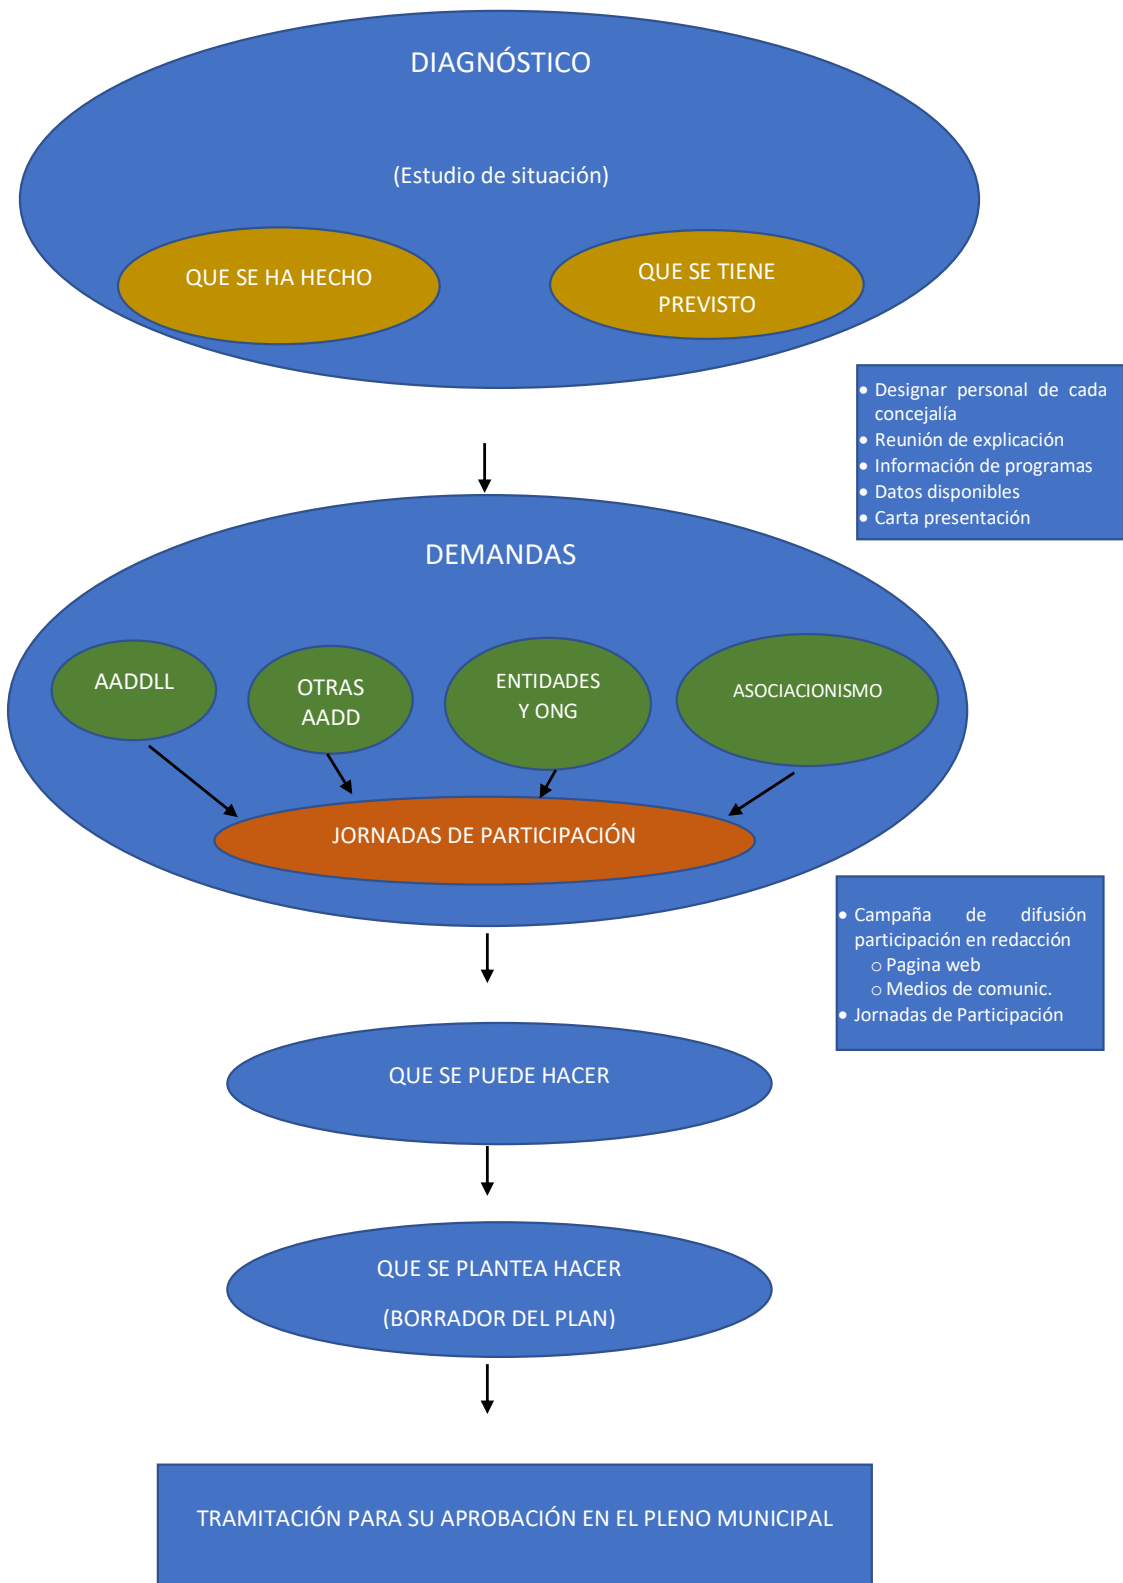 DIAGNÓSTICO
(Estudio de situación)
QUE SE HA HECHO
QUE SE TIENE
PREVISTO
• Designar personal de cada
concejalía
• Reunión de explicación
• Información de programas
• Datos disponibles
• Carta presentación
DEMANDAS
AADDLL
OTRAS
AADD
ENTIDADES
Y ONG
ASOCIACIONISMO
JORNADAS DE PARTICIPACIÓN
• Campaña de difusión
participación en redacción
o Pagina web
o Medios de comunic.
• Jornadas de Participación
QUE SE PUEDE HACER
QUE SE PLANTEA HACER
(BORRADOR DEL PLAN)
TRAMITACIÓN PARA SU APROBACIÓN EN EL PLENO MUNICIPAL